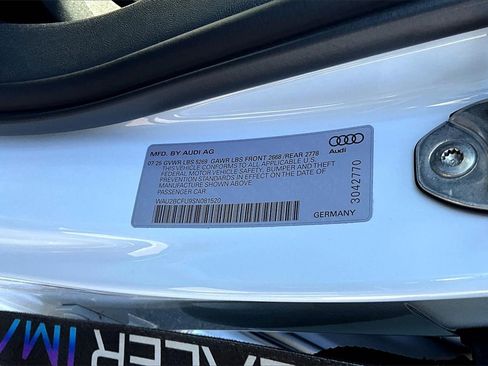 MFD. BY AUDI AG
07 25 GVWR LBS 5269 GAWR LBS FRONT 2668 /REAR 2778
THIS VEHICLE CONFORMS TO ALL APPLICABLE U.S.
FEDERAL MOTOR VEHICLE SAFETY, BUMPER AND THEFT
PREVENTION STANDARDS IN EFFECT ON THE DATE OF
MANUFACTURE SHOWN ABOVE.
PASSENGER CAR
WAU2BCFU9SN081520
GERMANY
Audi
3042770